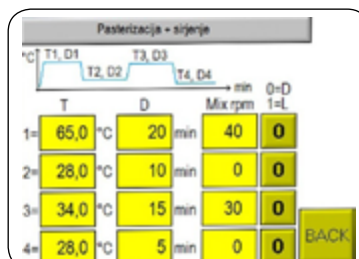 Pasterizacija + sirjenje
°C T1, D1 T3, D3
T2, D2 T4, D4
min 0=D
T D Mix rpm 1=L
1= 65,0 °C 20 min 40 0
2= 28,0 °C 10 min 0 0
3= 34,0 °C 15 min 30 0
4= 28,0 °C 5 min 0 0
BACK